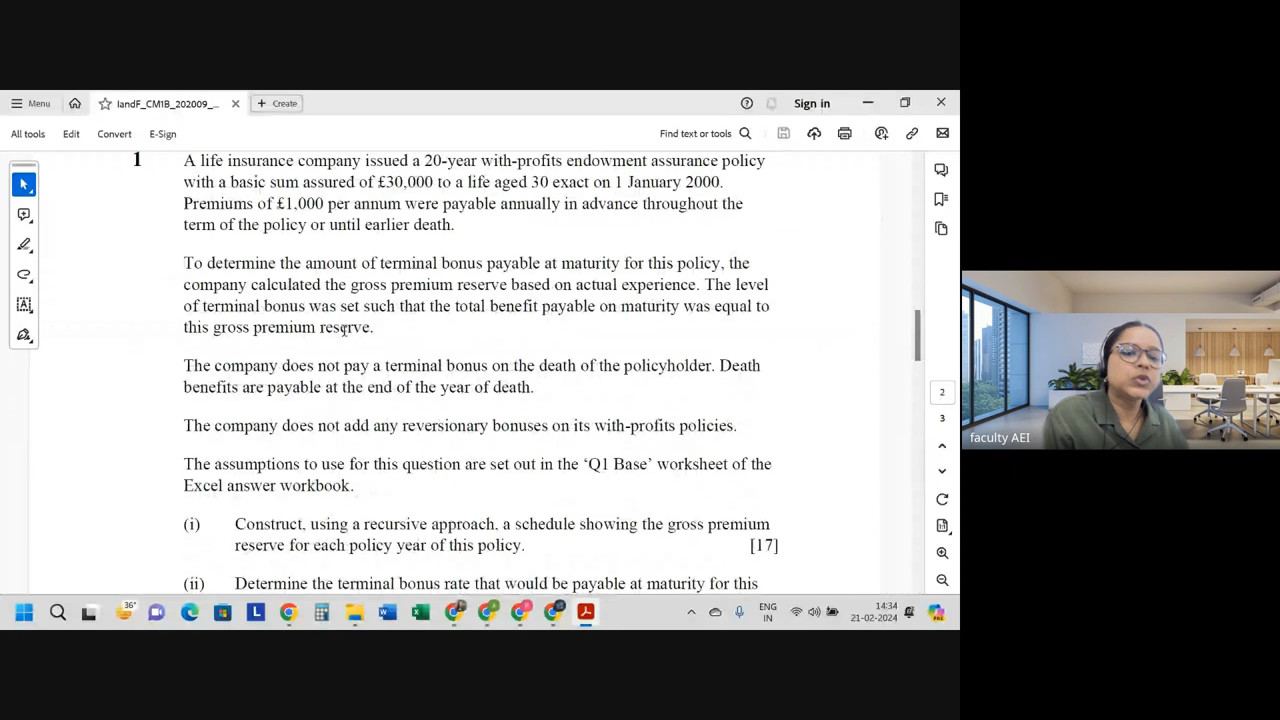 Menu
IandF_CM1B_202009_...
Create
Sign in
All tools
Edit
Convert
E-Sign
Find text or tools
1 A life insurance company issued a 20-year with-profits endowment assurance policy
with a basic sum assured of £30,000 to a life aged 30 exact on 1 January 2000.
Premiums of £1,000 per annum were payable annually in advance throughout the
term of the policy or until earlier death.
To determine the amount of terminal bonus payable at maturity for this policy, the
company calculated the gross premium reserve based on actual experience. The level
of terminal bonus was set such that the total benefit payable on maturity was equal to
this gross premium reserve.
The company does not pay a terminal bonus on the death of the policyholder. Death
benefits are payable at the end of the year of death.
The company does not add any reversionary bonuses on its with-profits policies.
The assumptions to use for this question are set out in the ‘Q1 Base’ worksheet of the
Excel answer workbook.
(i) Construct, using a recursive approach, a schedule showing the gross premium
reserve for each policy year of this policy. [17]
(ii) Determine the terminal bonus rate that would be payable at maturity for this
2
3
faculty AEI
36°
L
W
X
ENG
IN
14:34
21-02-2024
PRE